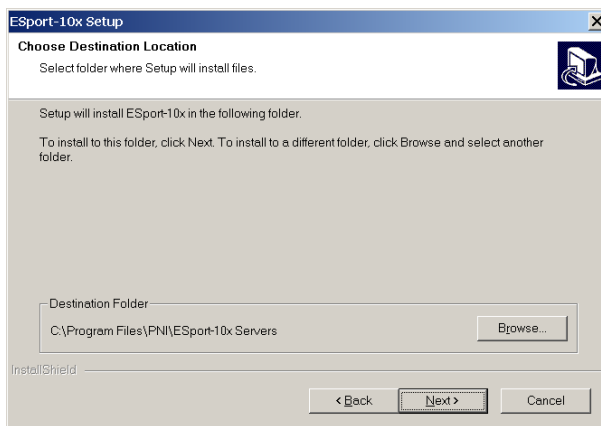 ESport-10x Setup
Choose Destination Location
Select folder where Setup will install files.
Setup will install ESport-10x in the following folder.
To install to this folder, click Next. To install to a different folder, click Browse and select another
folder.
Destination Folder
C:\Program Files\PNI\ESport-10x Servers
Browse...
InstallShield
< Back
Next >
Cancel